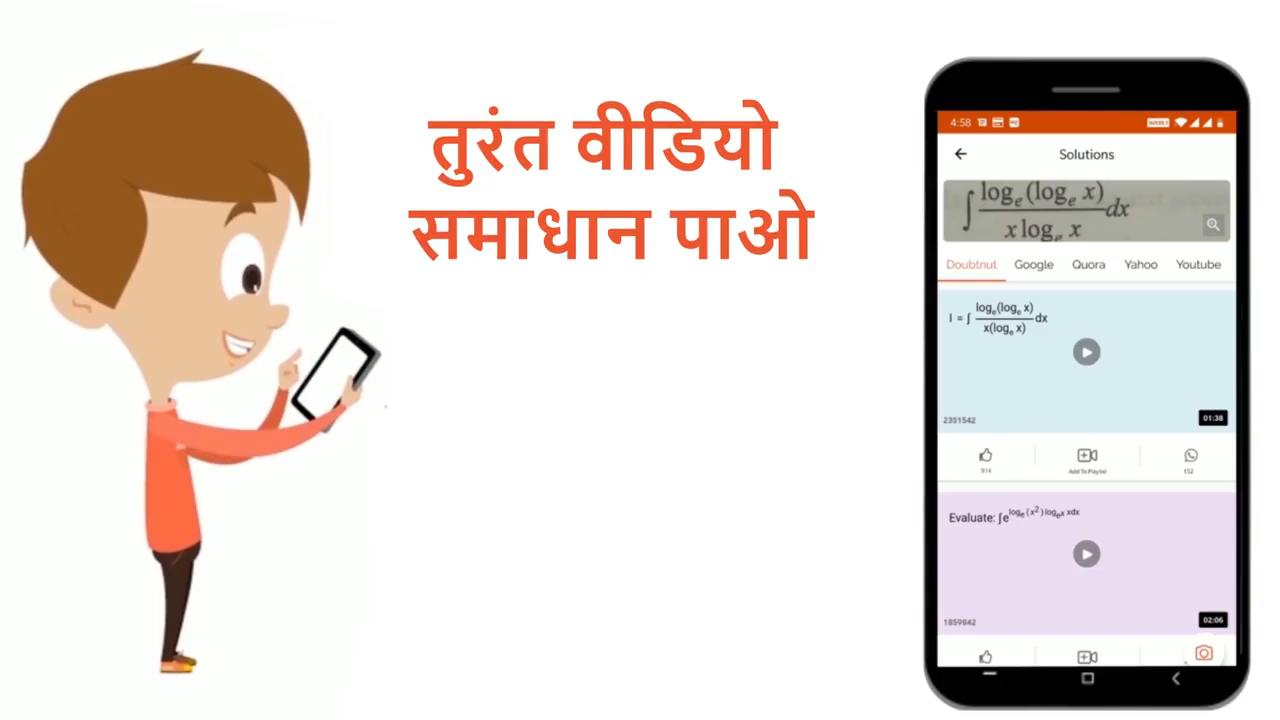 तुरंत वीडियो
समाधान पाओ
4:58
Solutions
∫ logₑ(logₑ x) / x logₑ x dx
Doubtnut Google Quora Yahoo Youtube
I = ∫ logₑ(logₑ x) / x(logₑ x) dx
2351542
01:38
914
Add To Playlist
152
Evaluate: ∫e^logₑ(x²) logₑx xdx
1859842
02:06